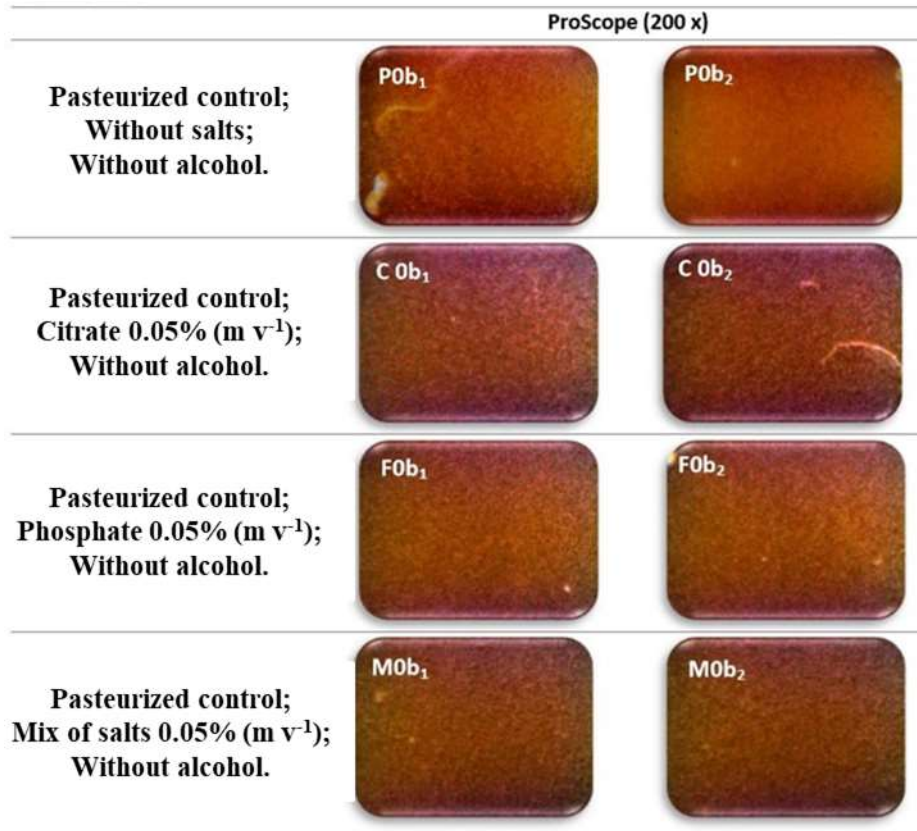 ProScope (200 x)
Pasteurized control;
Without salts;
Without alcohol.
P0b₁
P0b₂
Pasteurized control;
Citrate 0.05% (m v⁻¹);
Without alcohol.
C 0b₁
C 0b₂
Pasteurized control;
Phosphate 0.05% (m v⁻¹);
Without alcohol.
F0b₁
F0b₂
Pasteurized control;
Mix of salts 0.05% (m v⁻¹);
Without alcohol.
M0b₁
M0b₂